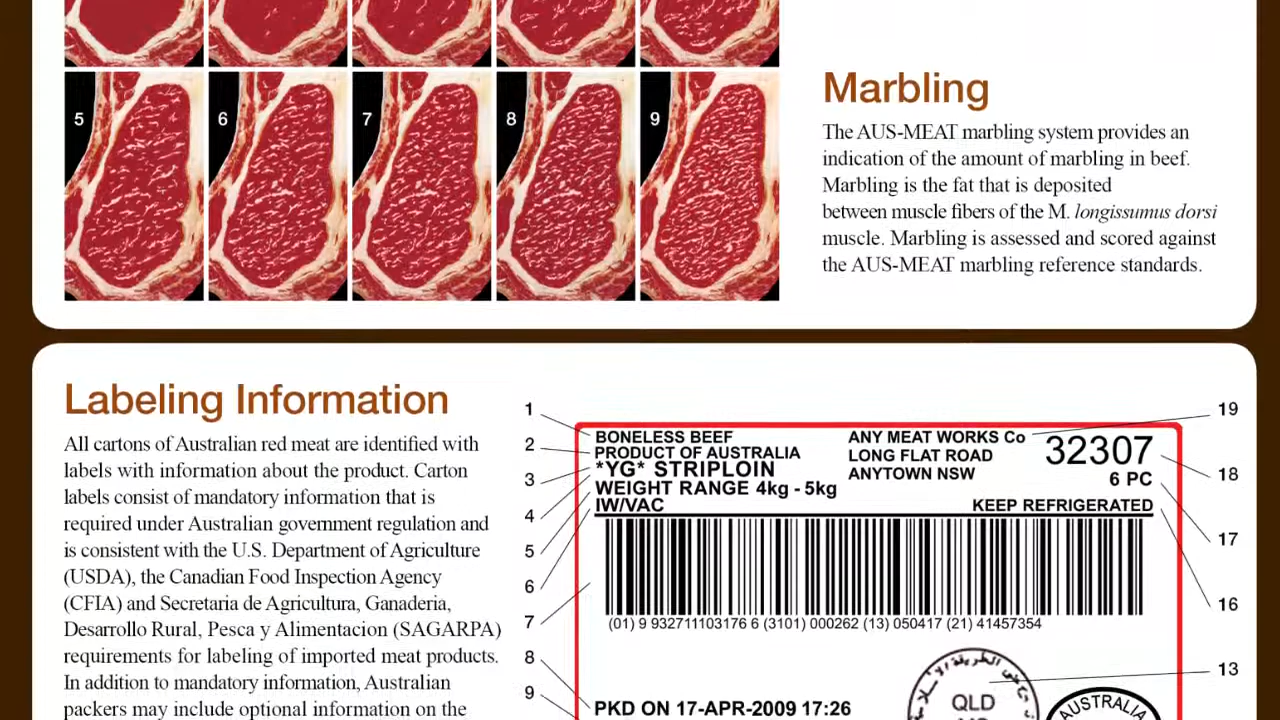 5
6
7
8
9
Marbling
The AUS-MEAT marbling system provides an
indication of the amount of marbling in beef.
Marbling is the fat that is deposited
between muscle fibers of the M. longissumus dorsi
muscle. Marbling is assessed and scored against
the AUS-MEAT marbling reference standards.
Labeling Information
All cartons of Australian red meat are identified with
labels with information about the product. Carton
labels consist of mandatory information that is
required under Australian government regulation and
is consistent with the U.S. Department of Agriculture
(USDA), the Canadian Food Inspection Agency
(CFIA) and Secretaria de Agricultura, Ganaderia,
Desarrollo Rural, Pesca y Alimentacion (SAGARPA)
requirements for labeling of imported meat products.
In addition to mandatory information, Australian
packers may include optional information on the
1
2
3
4
5
6
7
8
9
BONELESS BEEF
PRODUCT OF AUSTRALIA
*YG* STRIPLOIN
WEIGHT RANGE 4kg - 5kg
IW/VAC
ANY MEAT WORKS Co
LONG FLAT ROAD
ANYTOWN NSW
32307
6 PC
KEEP REFRIGERATED
(01) 9 932711103176 6 (3101) 000262 (13) 050417 (21) 41457354
PKD ON 17-APR-2009 17:26
QLD
AUSTRALIA
19
18
17
16
13